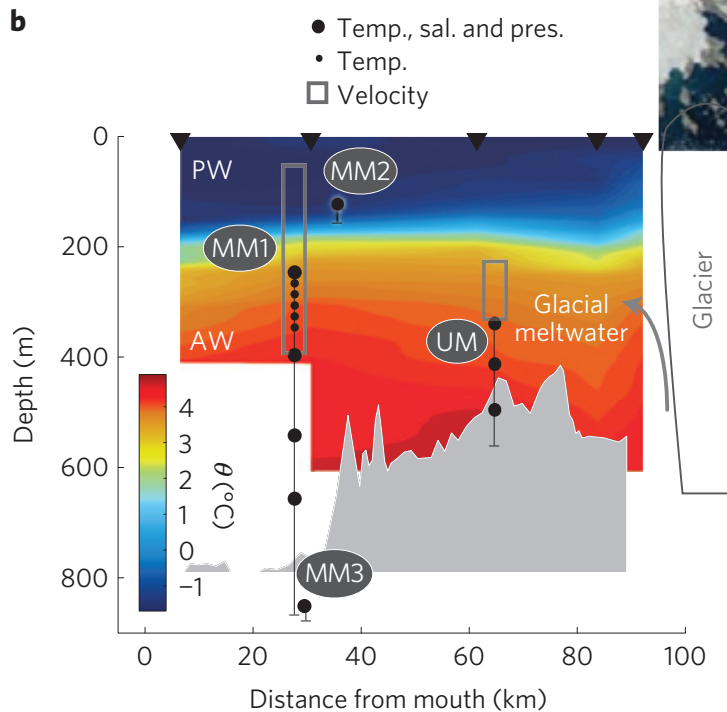 b
Temp., sal. and pres.
Temp.
Velocity
0
200
400
600
800
Depth (m)
PW
MM2
MM1
AW
UM
Glacial
meltwater
Glacier
MM3
4
3
2
1
0
−1
θ (°C)
0
20
40
60
80
100
Distance from mouth (km)